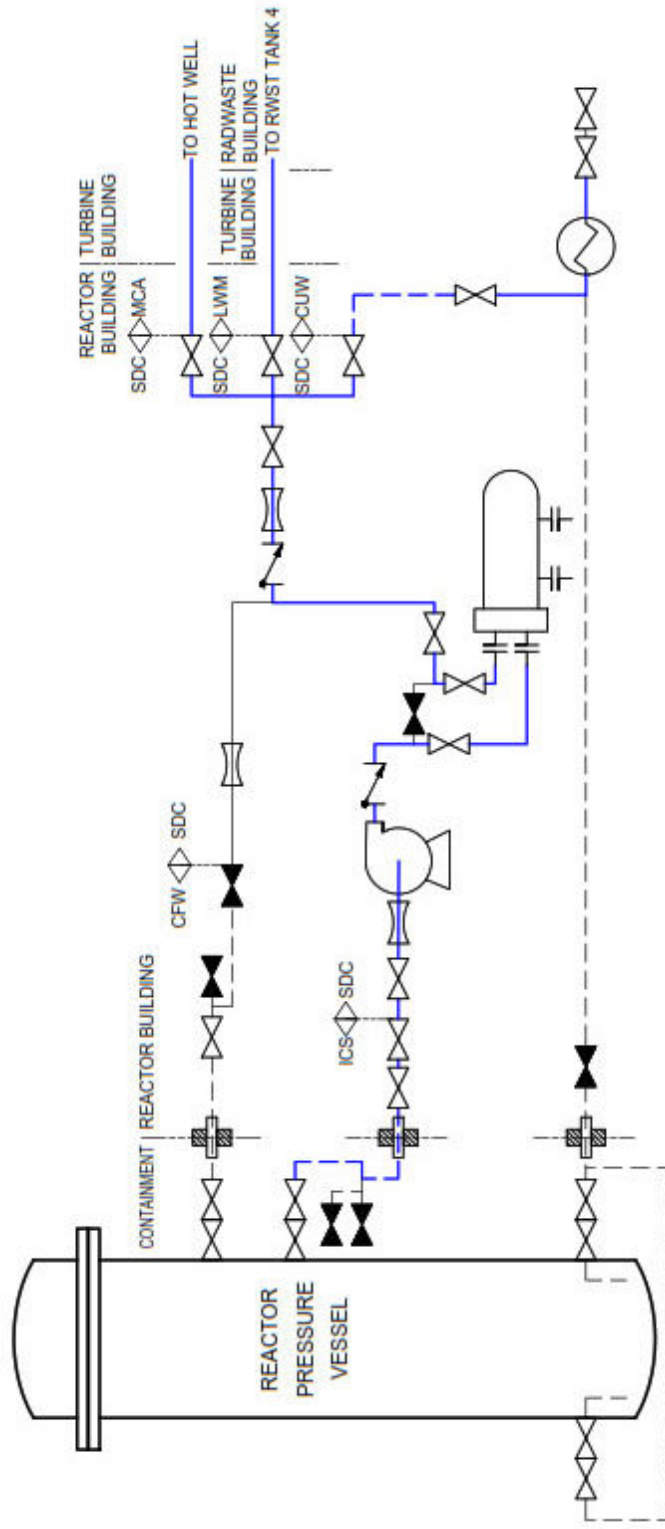 REACTOR
BUILDING
TURBINE
BUILDING
SDC MCA
TO HOT WELL
SDC LWM
TURBINE
BUILDING
RADWASTE
BUILDING
TO RWST TANK 4
SDC CUW
CFW SDC
CONTAINMENT
REACTOR BUILDING
ICS SDC
REACTOR
PRESSURE
VESSEL